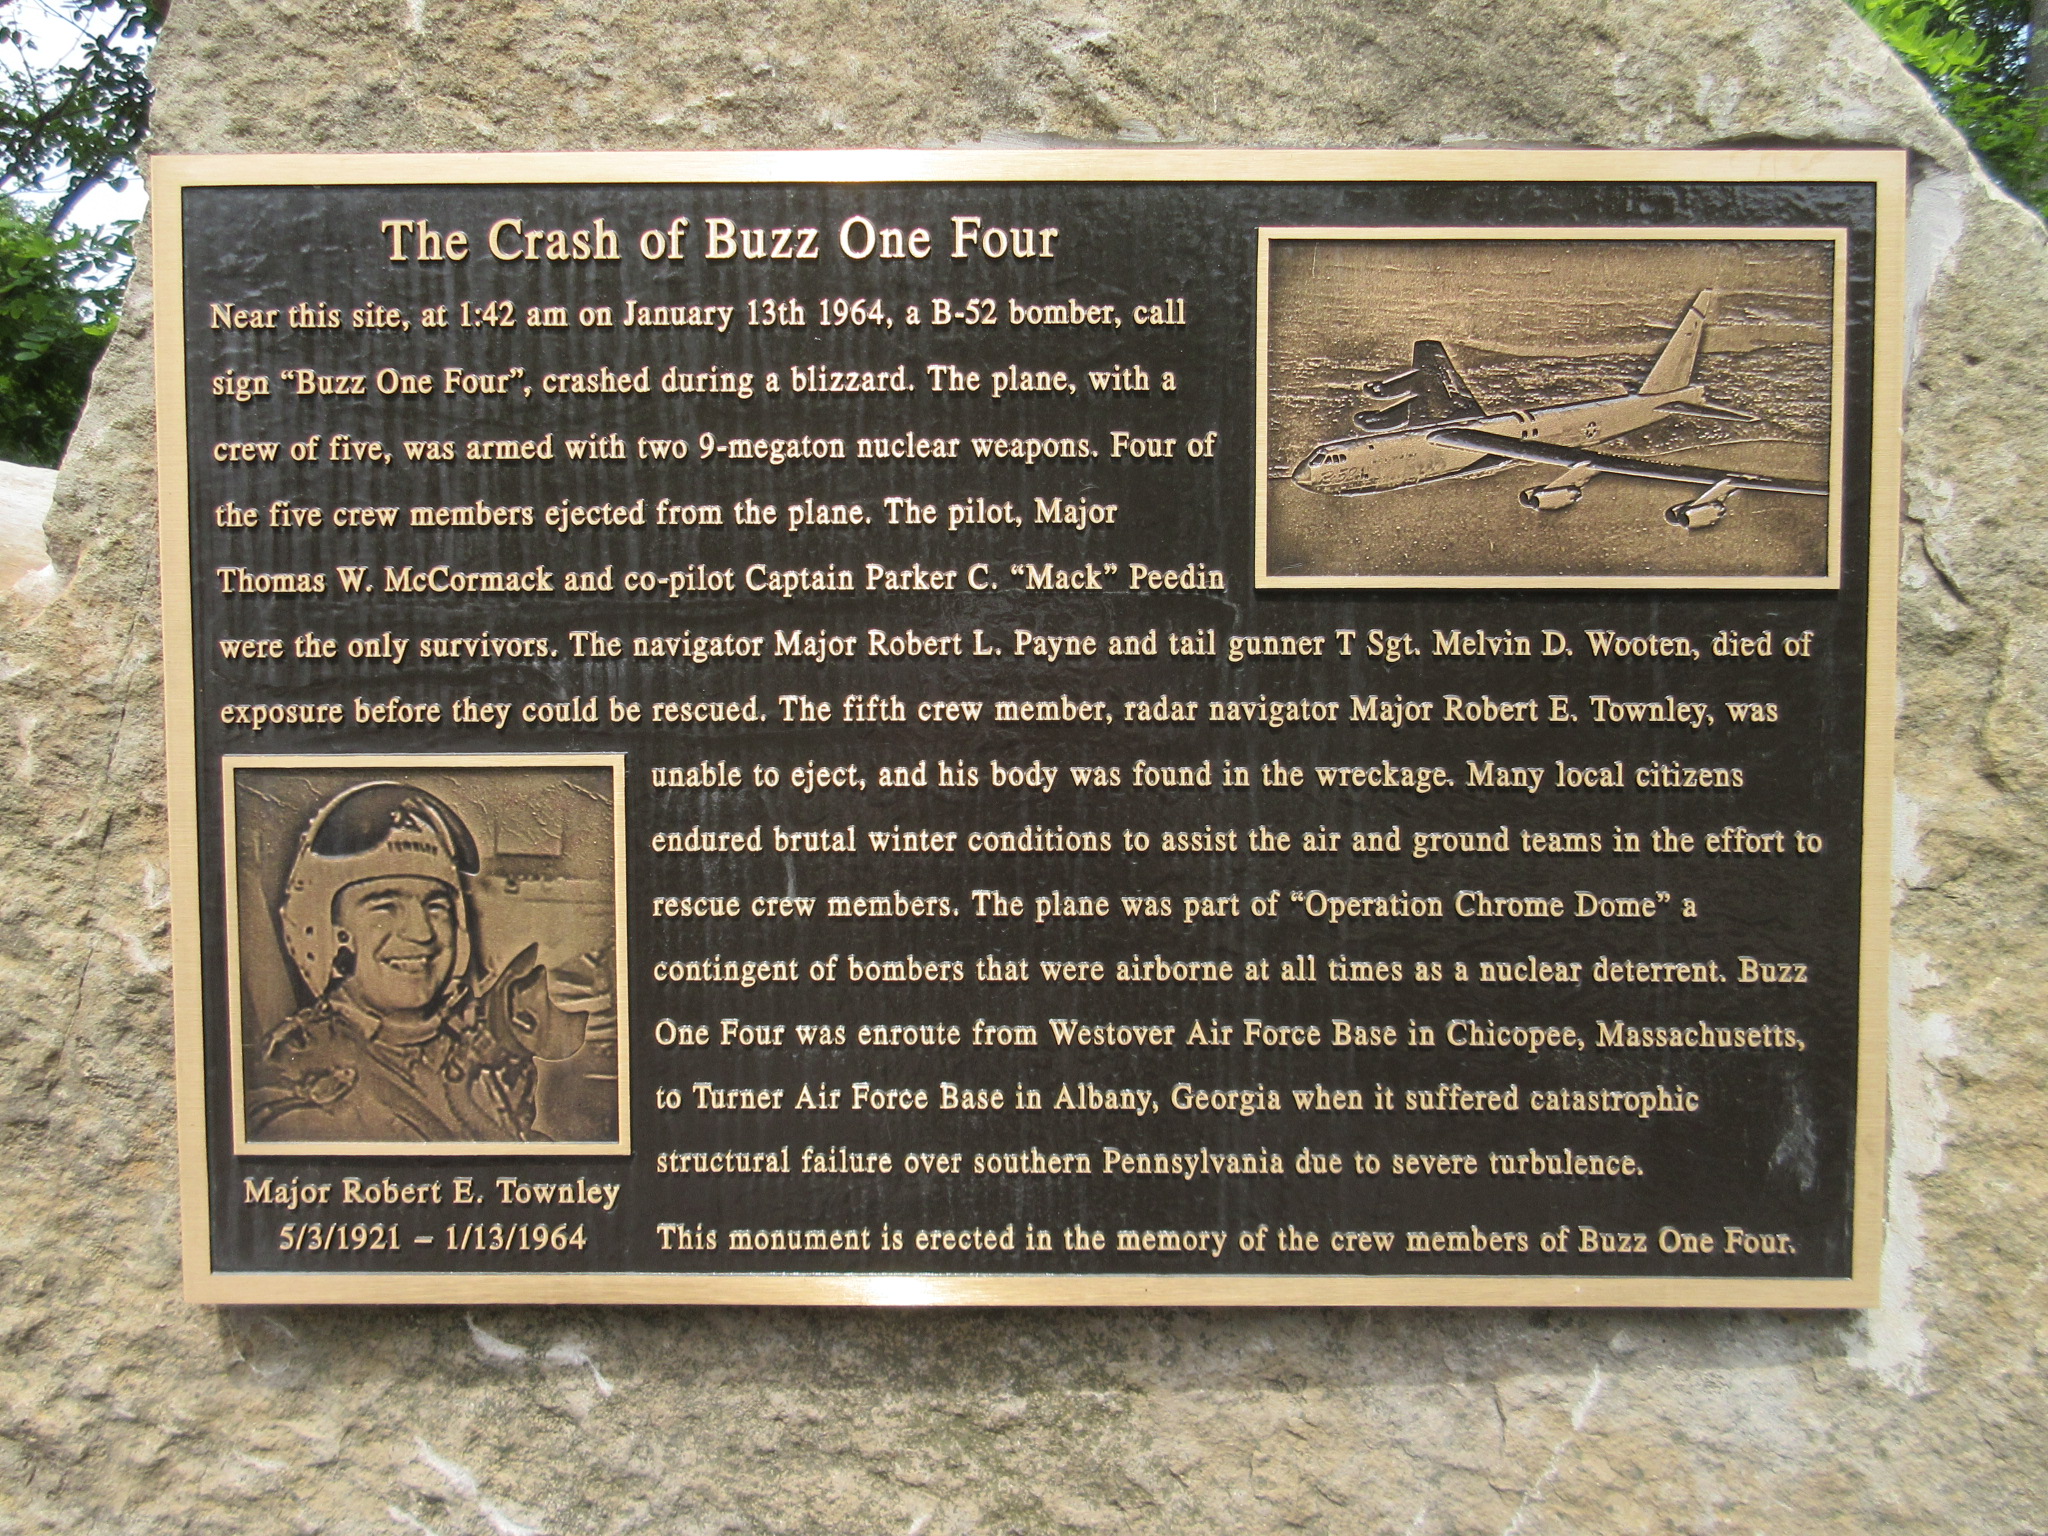 The Crash of Buzz One Four
Near this site, at 1:42 am on January 13th 1964, a B-52 bomber, call
sign “Buzz One Four”, crashed during a blizzard. The plane, with a
crew of five, was armed with two 9-megaton nuclear weapons. Four of
the five crew members ejected from the plane. The pilot, Major
Thomas W. McCormack and co-pilot Captain Parker C. “Mack” Peedin
were the only survivors. The navigator Major Robert L. Payne and tail gunner T Sgt. Melvin D. Wooten, died of
exposure before they could be rescued. The fifth crew member, radar navigator Major Robert E. Townley, was
unable to eject, and his body was found in the wreckage. Many local citizens
endured brutal winter conditions to assist the air and ground teams in the effort to
rescue crew members. The plane was part of “Operation Chrome Dome” a
contingent of bombers that were airborne at all times as a nuclear deterrent. Buzz
One Four was enroute from Westover Air Force Base in Chicopee, Massachusetts,
to Turner Air Force Base in Albany, Georgia when it suffered catastrophic
structural failure over southern Pennsylvania due to severe turbulence.
This monument is erected in the memory of the crew members of Buzz One Four.
TOWNLEY
Major Robert E. Townley
5/3/1921 – 1/13/1964